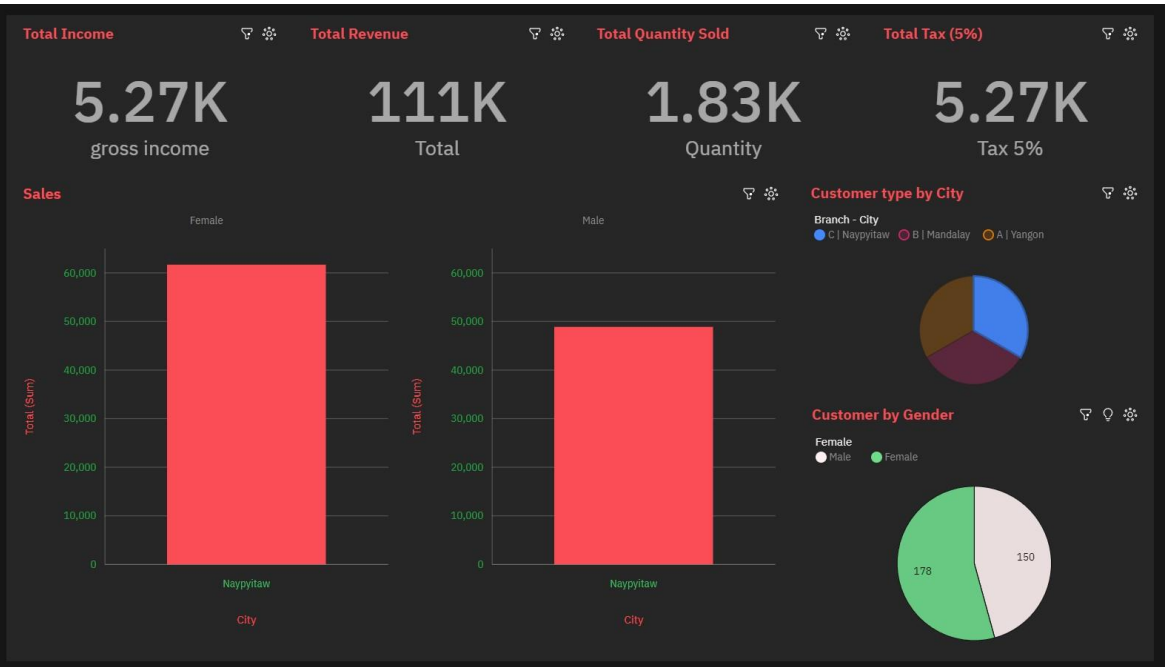 Total Income
Total Revenue
Total Quantity Sold
Total Tax (5%)
5.27K
gross income
111K
Total
1.83K
Quantity
5.27K
Tax 5%
Sales
Female
Total (Sum)
60,000
50,000
40,000
30,000
20,000
10,000
0
Naypyitaw
City
Male
Total (Sum)
60,000
50,000
40,000
30,000
20,000
10,000
0
Naypyitaw
City
Customer type by City
Branch - City
C | Naypyitaw B | Mandalay A | Yangon
Customer by Gender
Female
Male Female
178
150